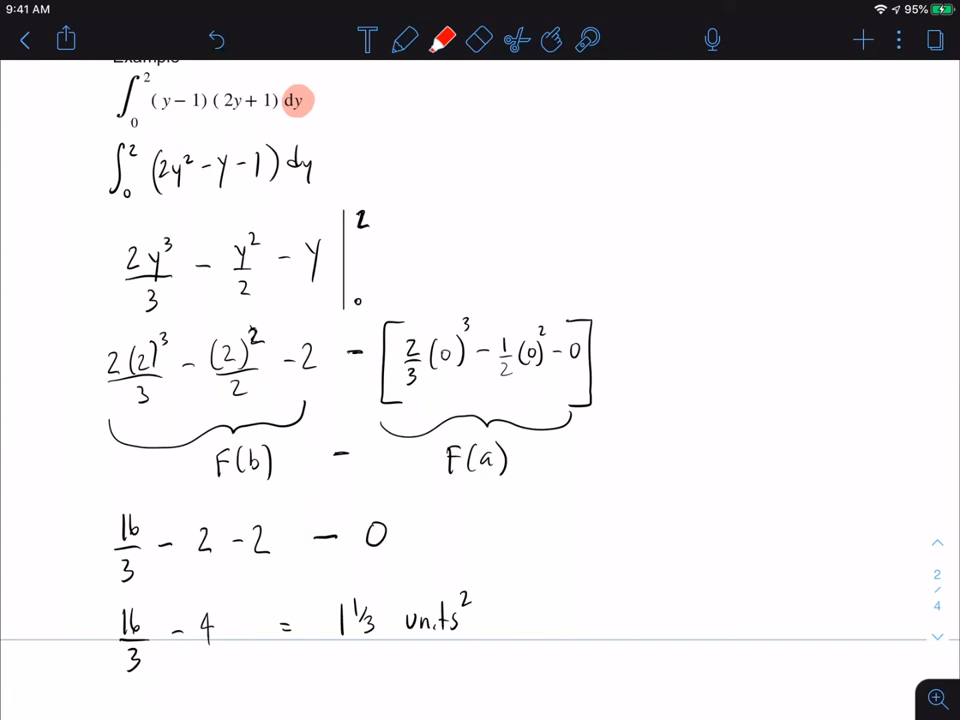 9:41 AM 95%
Example
∫₀² ( y − 1) ( 2y + 1) dy
∫₀² (2y² - y - 1) dy
2y³/3 - y²/2 - y |₀²
2(2)³/3 - (2)²/2 - 2 - [2/3 (0)³ - 1/2 (0)² - 0]
F(b) - F(a)
16/3 - 2 - 2 - 0
16/3 - 4 = 1 1/3 units²
2
/
4